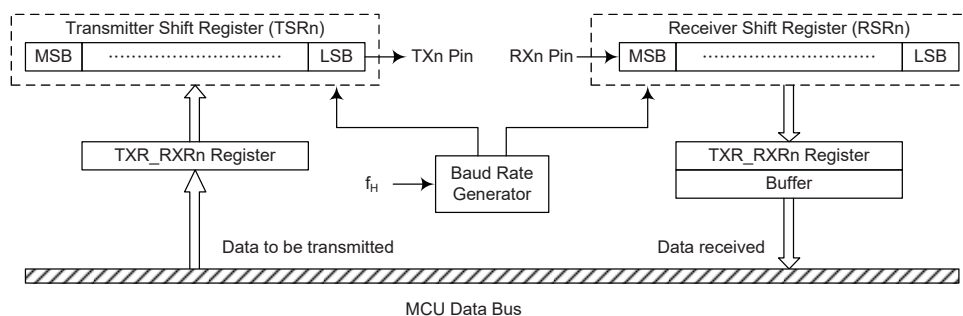 Transmitter Shift Register (TSRn)
MSB ································ LSB
TXn Pin
RXn Pin
Receiver Shift Register (RSRn)
MSB ································ LSB
TXR_RXRn Register
fH
Baud Rate
Generator
TXR_RXRn Register
Buffer
Data to be transmitted
Data received
MCU Data Bus